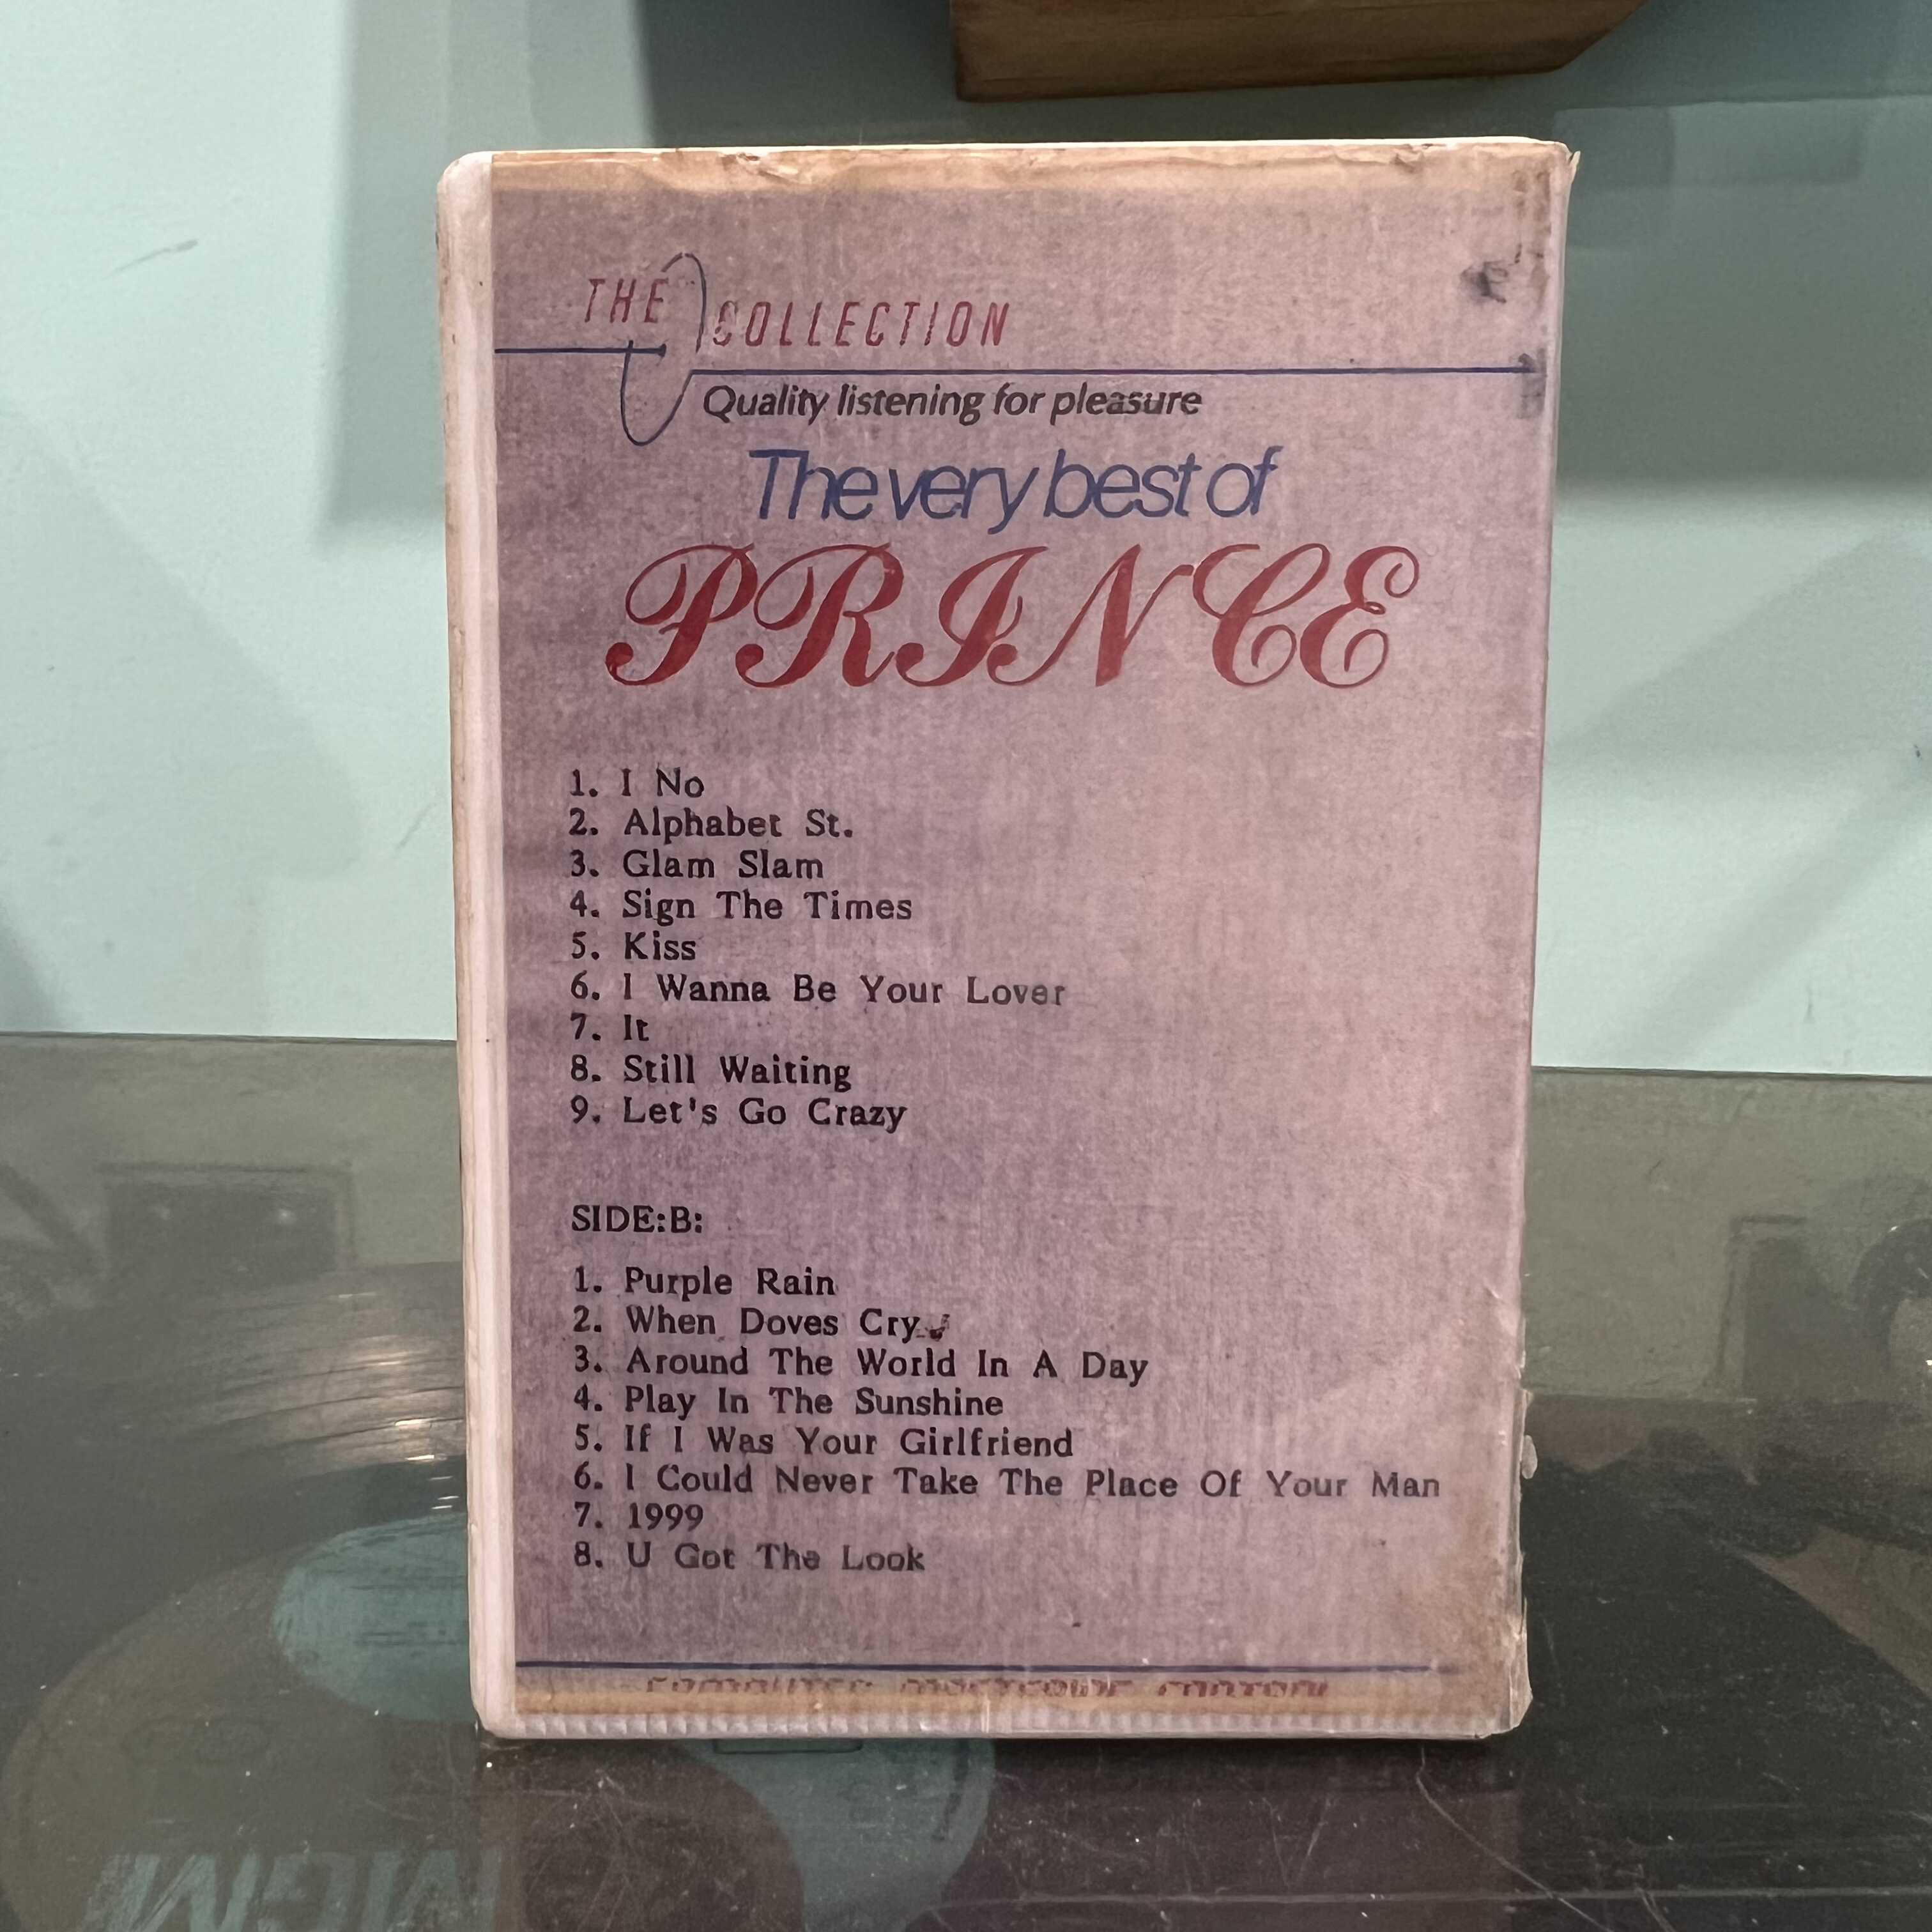 THE COLLECTION
Quality listening for pleasure
The very best of
PRINCE
1. I No
2. Alphabet St.
3. Glam Slam
4. Sign The Times
5. Kiss
6. I Wanna Be Your Lover
7. It
8. Still Waiting
9. Let's Go Crazy
SIDE:B:
1. Purple Rain
2. When Doves Cry
3. Around The World In A Day
4. Play In The Sunshine
5. If I Was Your Girlfriend
6. I Could Never Take The Place Of Your Man
7. 1999
8. U Got The Look
MGM